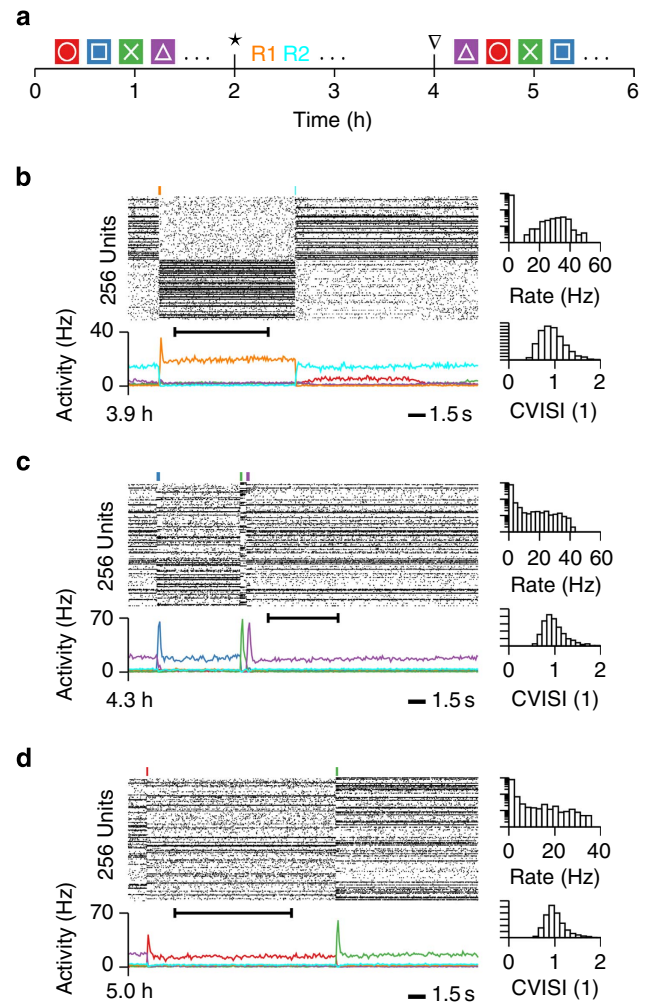 a
. . . R1 R2 . . . . . .
0 1 2 3 4 5 6
Time (h)
b
256 Units
0 20 40 60
Rate (Hz)
40
0
Activity (Hz)
3.9 h
1.5 s
0 1 2
CVISI (1)
c
256 Units
0 20 40 60
Rate (Hz)
70
0
Activity (Hz)
4.3 h
1.5 s
0 1 2
CVISI (1)
d
256 Units
0 20 40
Rate (Hz)
70
0
Activity (Hz)
5.0 h
1.5 s
0 1 2
CVISI (1)